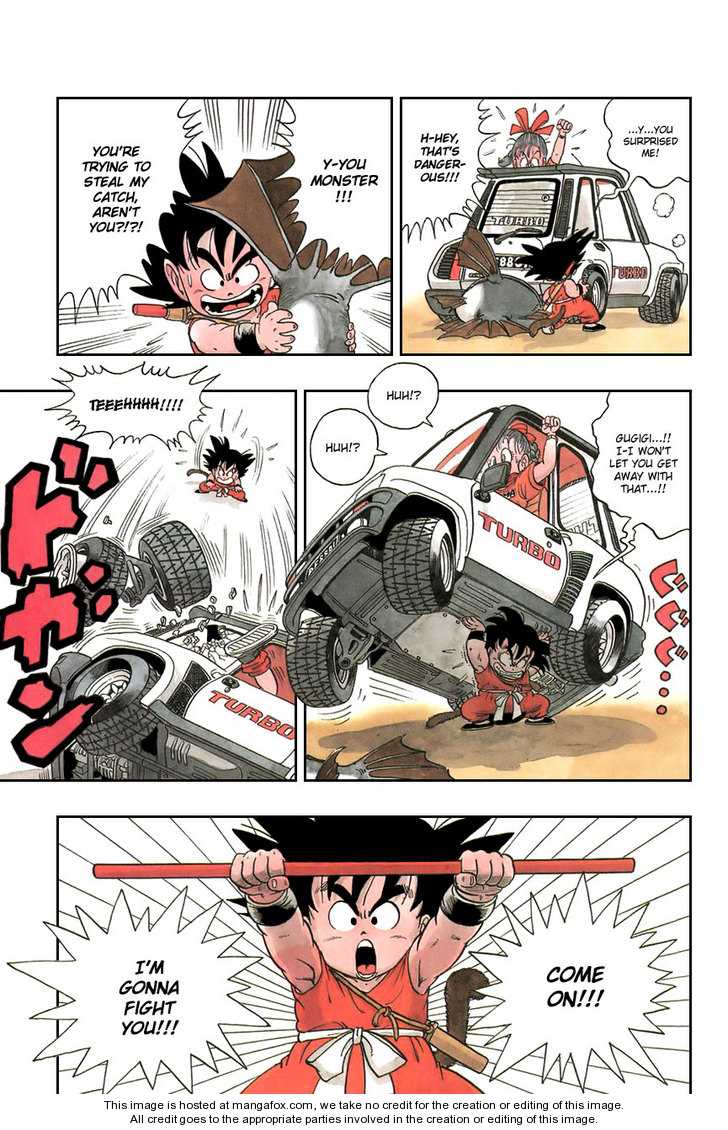 ...Y...YOU
SURPRISED
ME!
H-HEY,
THAT'S
DANGER-
OUS!!!
TURBO
TURBO
Y-YOU
MONSTER
!!!
YOU'RE
TRYING TO
STEAL MY
CATCH,
AREN'T
YOU?!?!
HUH!?
HUH!?
GUGIGI...!!
I-I WON'T
LET YOU GET
AWAY WITH
THAT...!!
TURBO
じじじ...
TEEEHHHH!!!!
TURBO
ドガン
COME
ON!!!
I'M
GONNA
FIGHT
YOU!!!
This image is hosted at mangafox.com, we take no credit for the creation or editing of this image.
All credit goes to the appropriate parties involved in the creation or editing of this image.